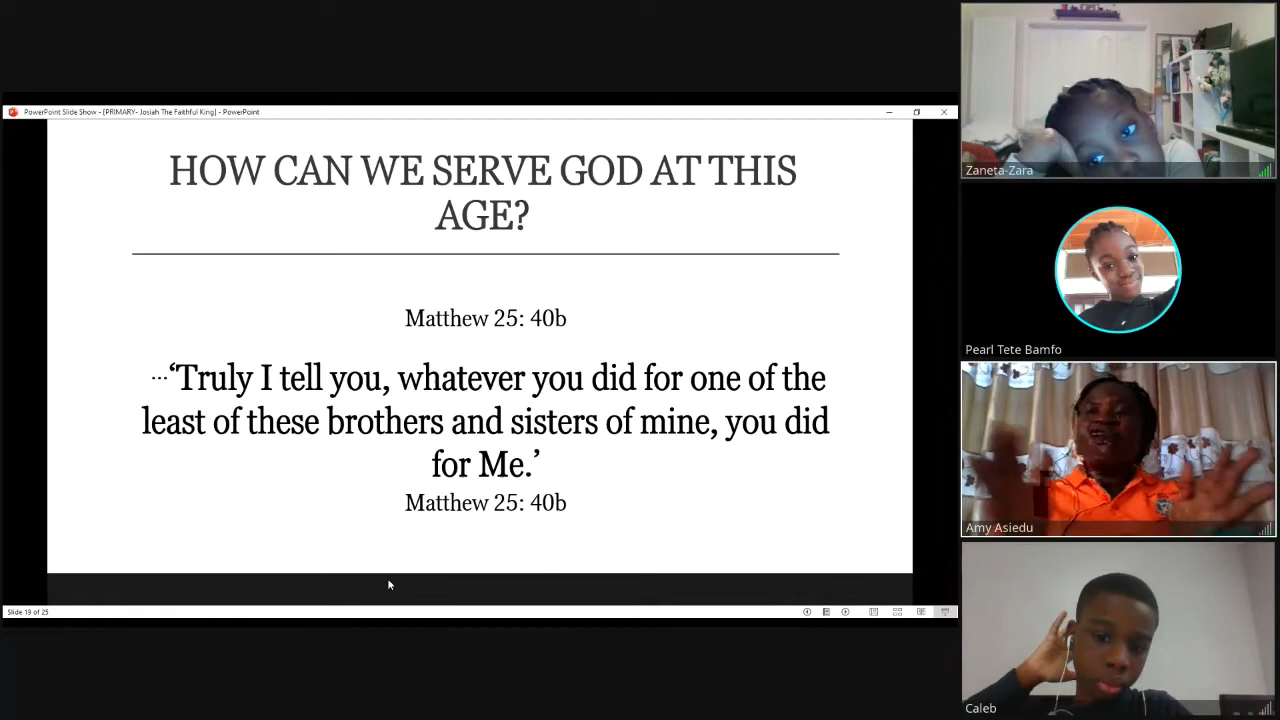 PowerPoint Slide Show - [PRIMARY- Josiah The Faithful King] - PowerPoint
HOW CAN WE SERVE GOD AT THIS
AGE?
Matthew 25: 40b
...‘Truly I tell you, whatever you did for one of the
least of these brothers and sisters of mine, you did
for Me.’
Matthew 25: 40b
Slide 19 of 25
Zaneta-Zara
Pearl Tete Bamfo
Amy Asiedu
Caleb